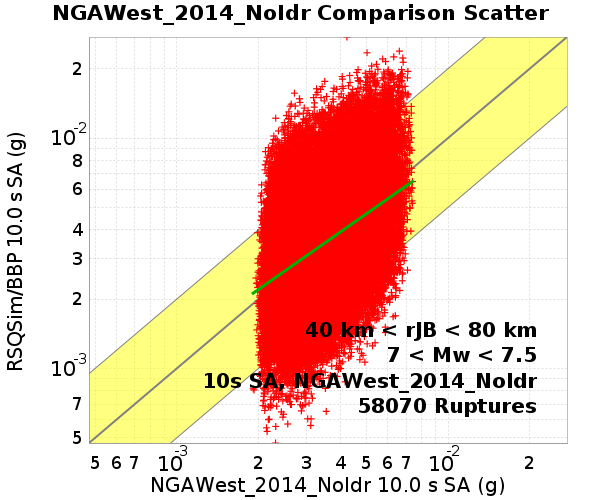 NGAWest_2014_NoIdr Comparison Scatter
RSQSim/BBP 10.0 s SA (g)
2
10-2
8
6
4
3
2
10-3
7
5
40 km < rJB < 80 km
7 < Mw < 7.5
10s SA, NGAWest_2014_NoIdr
58070 Ruptures
5 6 7 10-3 2 3 4 5 6 7 10-2 2
NGAWest_2014_NoIdr 10.0 s SA (g)